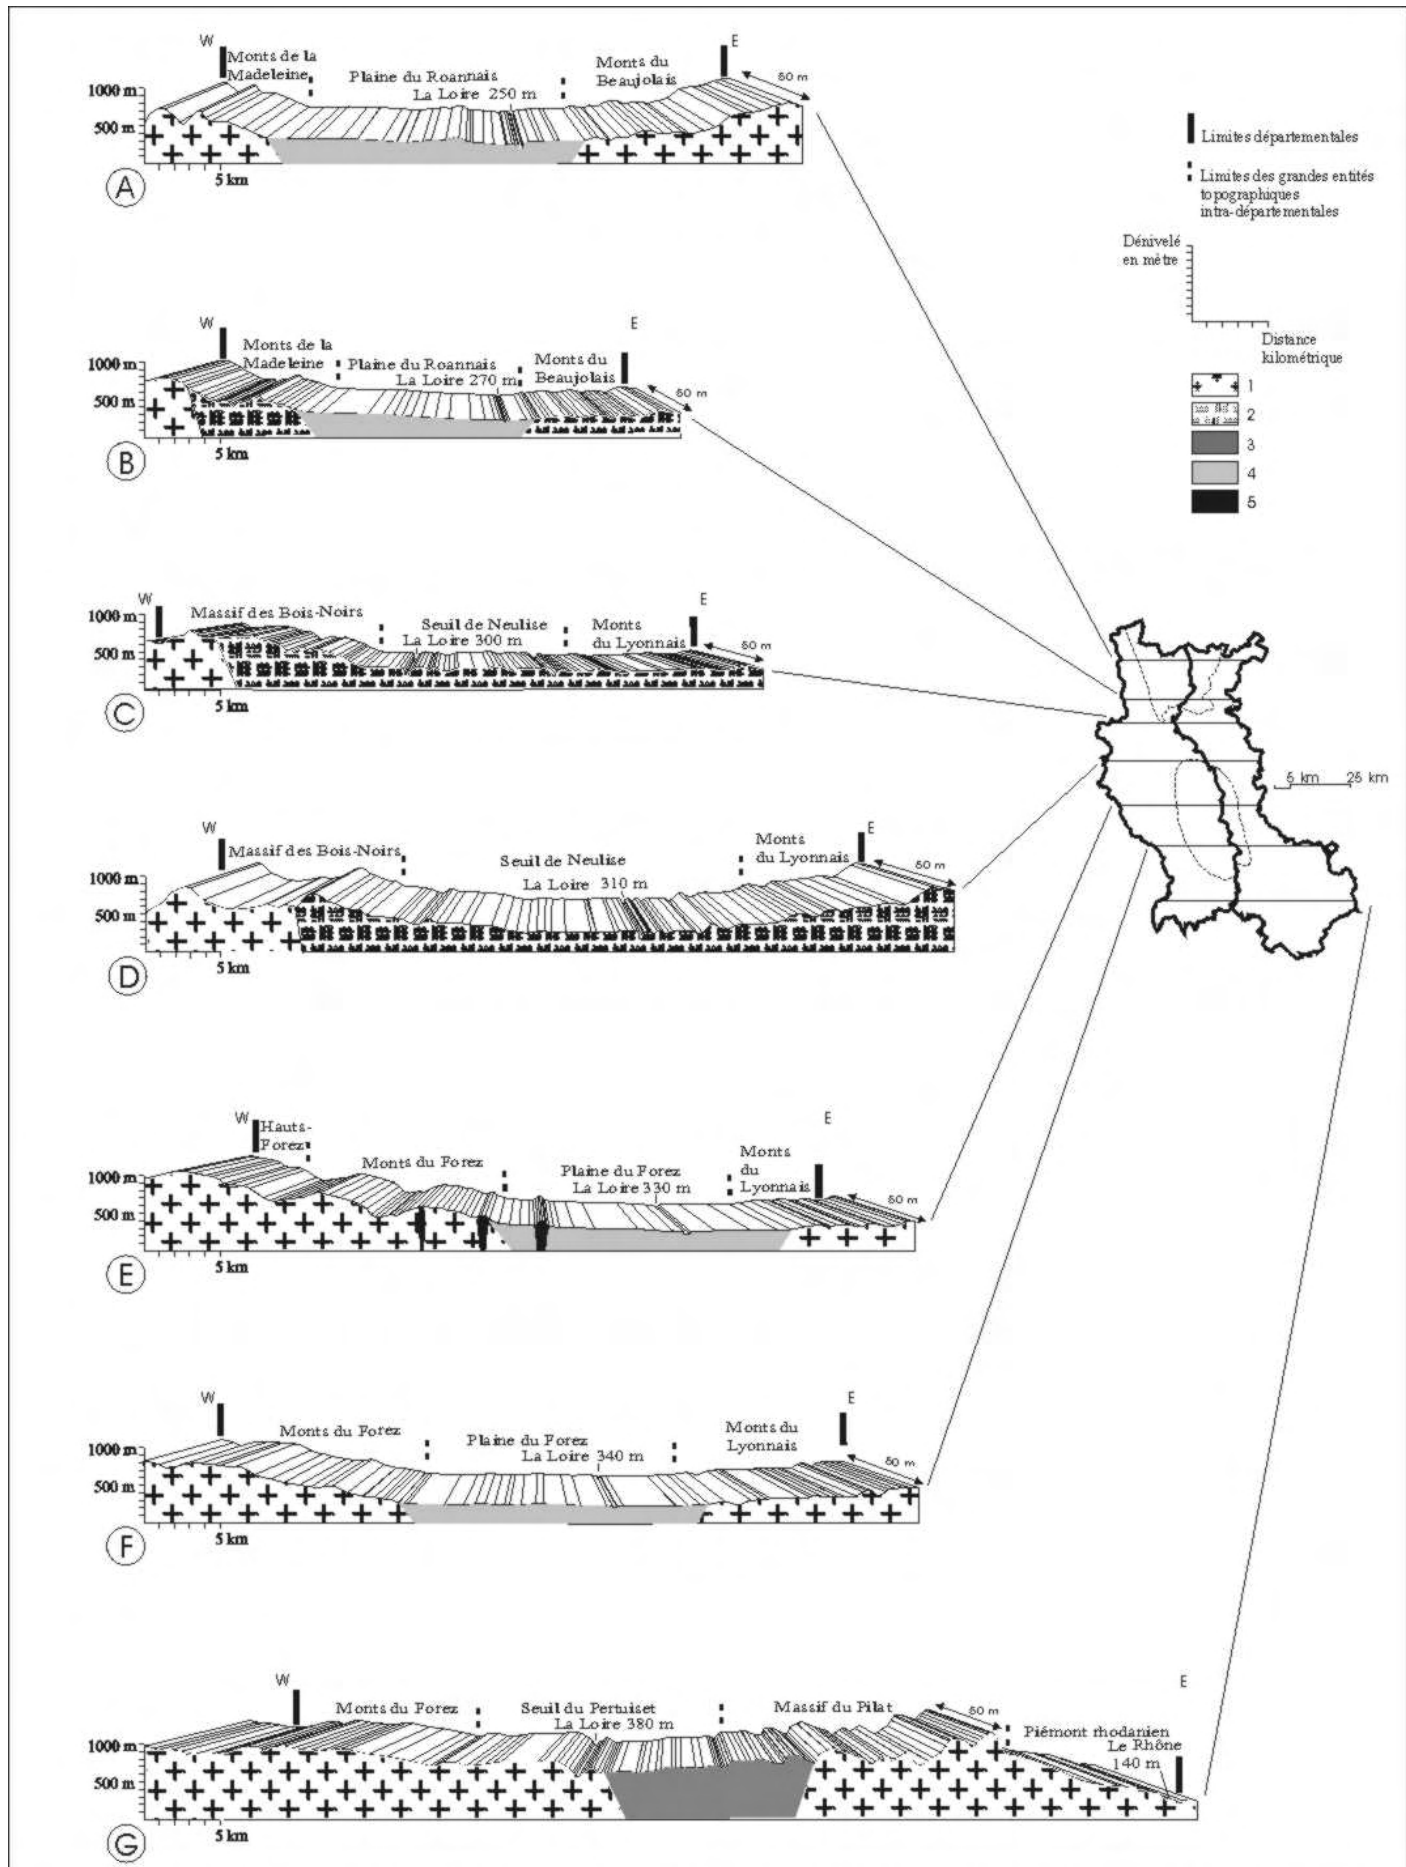 W
E
Monts de la
Madeleine
Plaine du Roannais
La Loire 250 m
Monts du
Beaujolais
50 m
1000 m
500 m
5 km
A
Limites départementales
Limites des grandes entités
topographiques
intra-départementales
Dénivelé
en mètre
Distance
kilométrique
1
2
3
4
5
W
E
Monts de la
Madeleine
Plaine du Roannais
La Loire 270 m
Monts du
Beaujolais
50 m
1000 m
500 m
5 km
B
W
E
Massif des Bois-Noirs
Seuil de Neulise
La Loire 300 m
Monts
du Lyonnais
50 m
1000 m
500 m
5 km
C
5 km 25 km
W
E
Massif des Bois-Noirs
Seuil de Neulise
La Loire 310 m
Monts
du Lyonnais
50 m
1000 m
500 m
5 km
D
W
E
Hauts-
Forez
Monts du Forez
Plaine du Forez
La Loire 330 m
Monts
du
Lyonnais
50 m
1000 m
500 m
5 km
E
W
E
Monts du Forez
Plaine du Forez
La Loire 340 m
Monts du
Lyonnais
50 m
1000 m
500 m
5 km
F
W
E
Monts du Forez
Seuil du Pertuiset
La Loire 380 m
Massif du Pilat
50 m
Piémont rhodanien
Le Rhône
140 m
1000 m
500 m
5 km
G